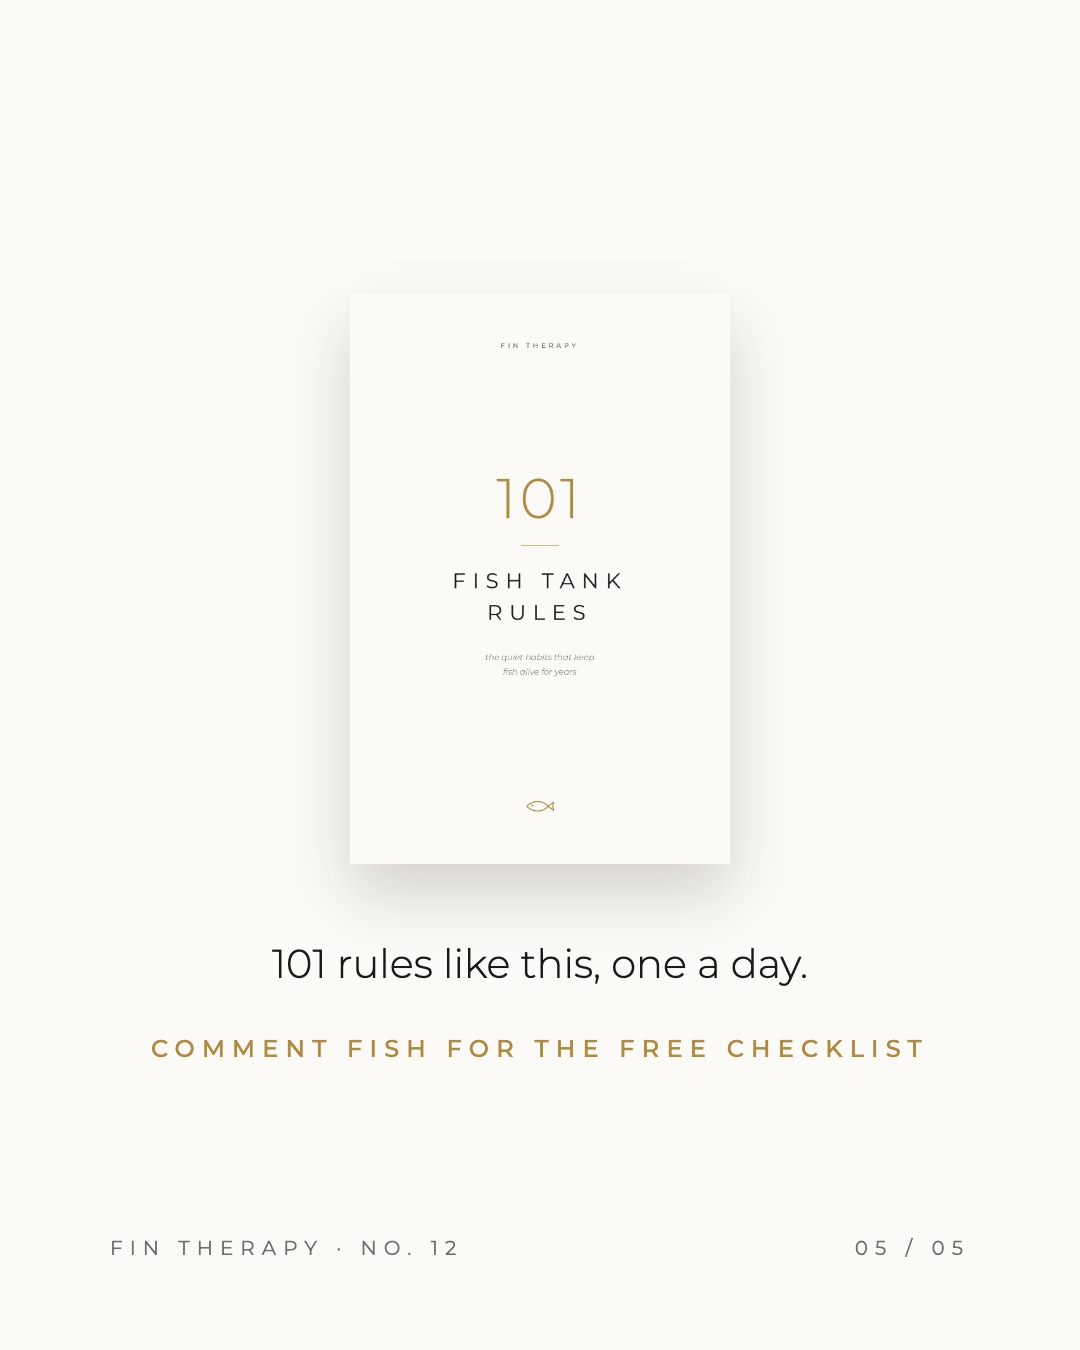 FIN THERAPY
101
FISH TANK
RULES
the quiet habits that keep
fish alive for years
101 rules like this, one a day.
COMMENT FISH FOR THE FREE CHECKLIST
FIN THERAPY · NO. 12
05 / 05